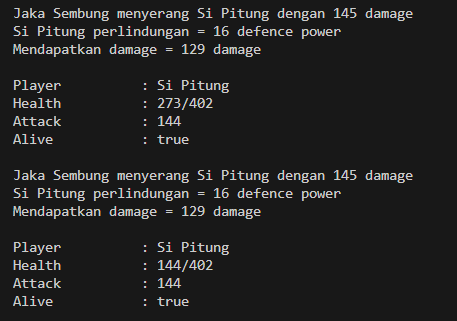 Jaka Sembung menyerang Si Pitung dengan 145 damage
Si Pitung perlindungan = 16 defence power
Mendapatkan damage = 129 damage

Player          : Si Pitung
Health          : 273/402
Attack          : 144
Alive           : true

Jaka Sembung menyerang Si Pitung dengan 145 damage
Si Pitung perlindungan = 16 defence power
Mendapatkan damage = 129 damage

Player          : Si Pitung
Health          : 144/402
Attack          : 144
Alive           : true